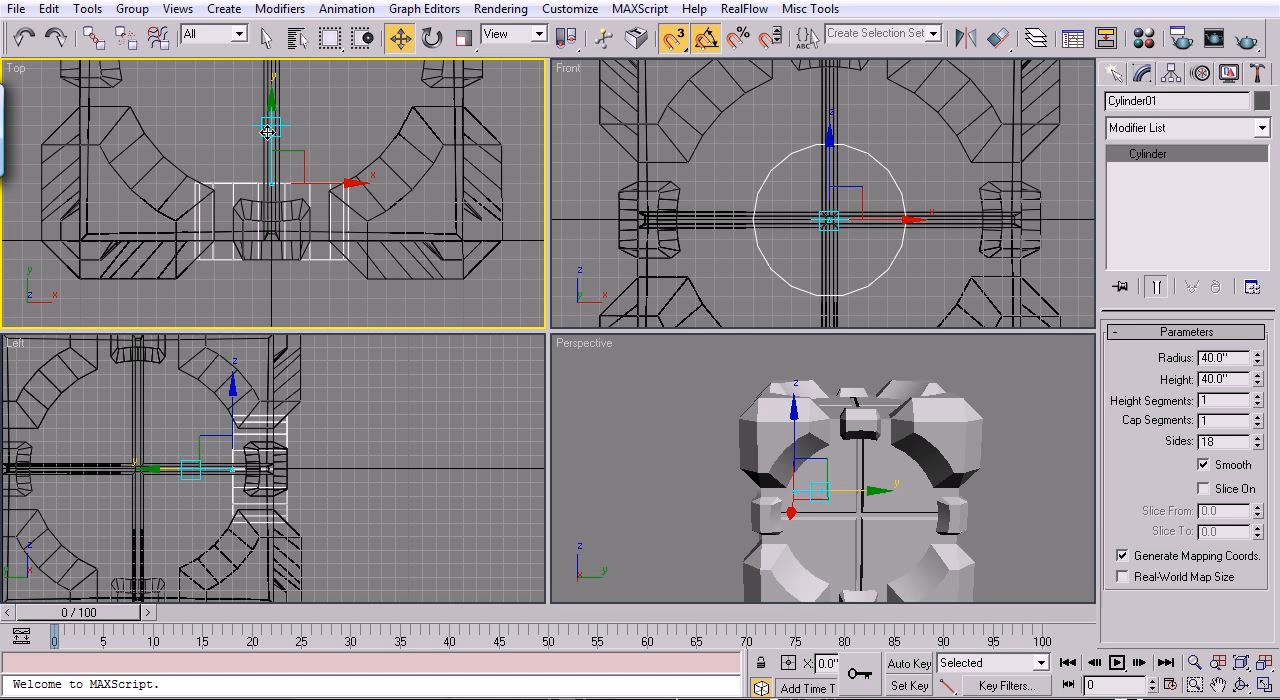 File Edit Tools Group Views Create Modifiers Animation Graph Editors Rendering Customize MAXScript Help RealFlow Misc Tools
All View 3 Create Selection Set
Top
y
x
y
z x
Front
z
x
z
y x
Left
z
y
z
y x
Perspective
z
y
z
x y
Cylinder01
Modifier List
Cylinder
- Parameters
Radius: 40.0"
Height: 40.0"
Height Segments: 1
Cap Segments: 1
Sides: 18
Smooth
Slice On
Slice From: 0.0
Slice To: 0.0
Generate Mapping Coords.
Real-World Map Size
< 0 / 100 >
0 5 10 15 20 25 30 35 40 45 50 55 60 65 70 75 80 85 90 95 100
X: 0.0" Auto Key Selected
Welcome to MAXScript. Add Time T Set Key Key Filters... 0